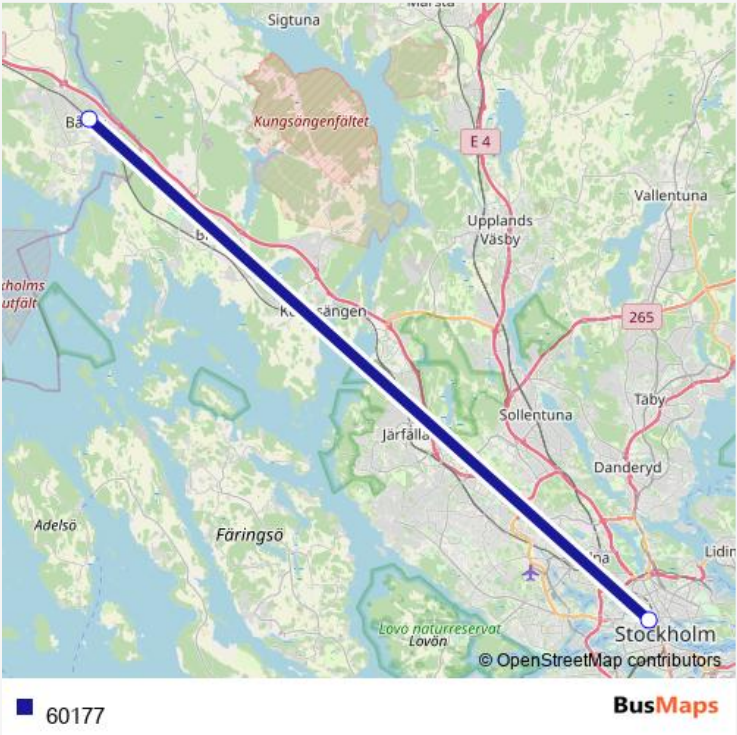 Sigtuna
Kungsängenfältet
E 4
Vallentuna
Upplands
Väsby
265
Täby
Sollentuna
Järfälla
Danderyd
Adelsö
Färingsö
Lovö naturreservat
Lovön
Stockholm
© OpenStreetMap contributors
60177
BusMaps